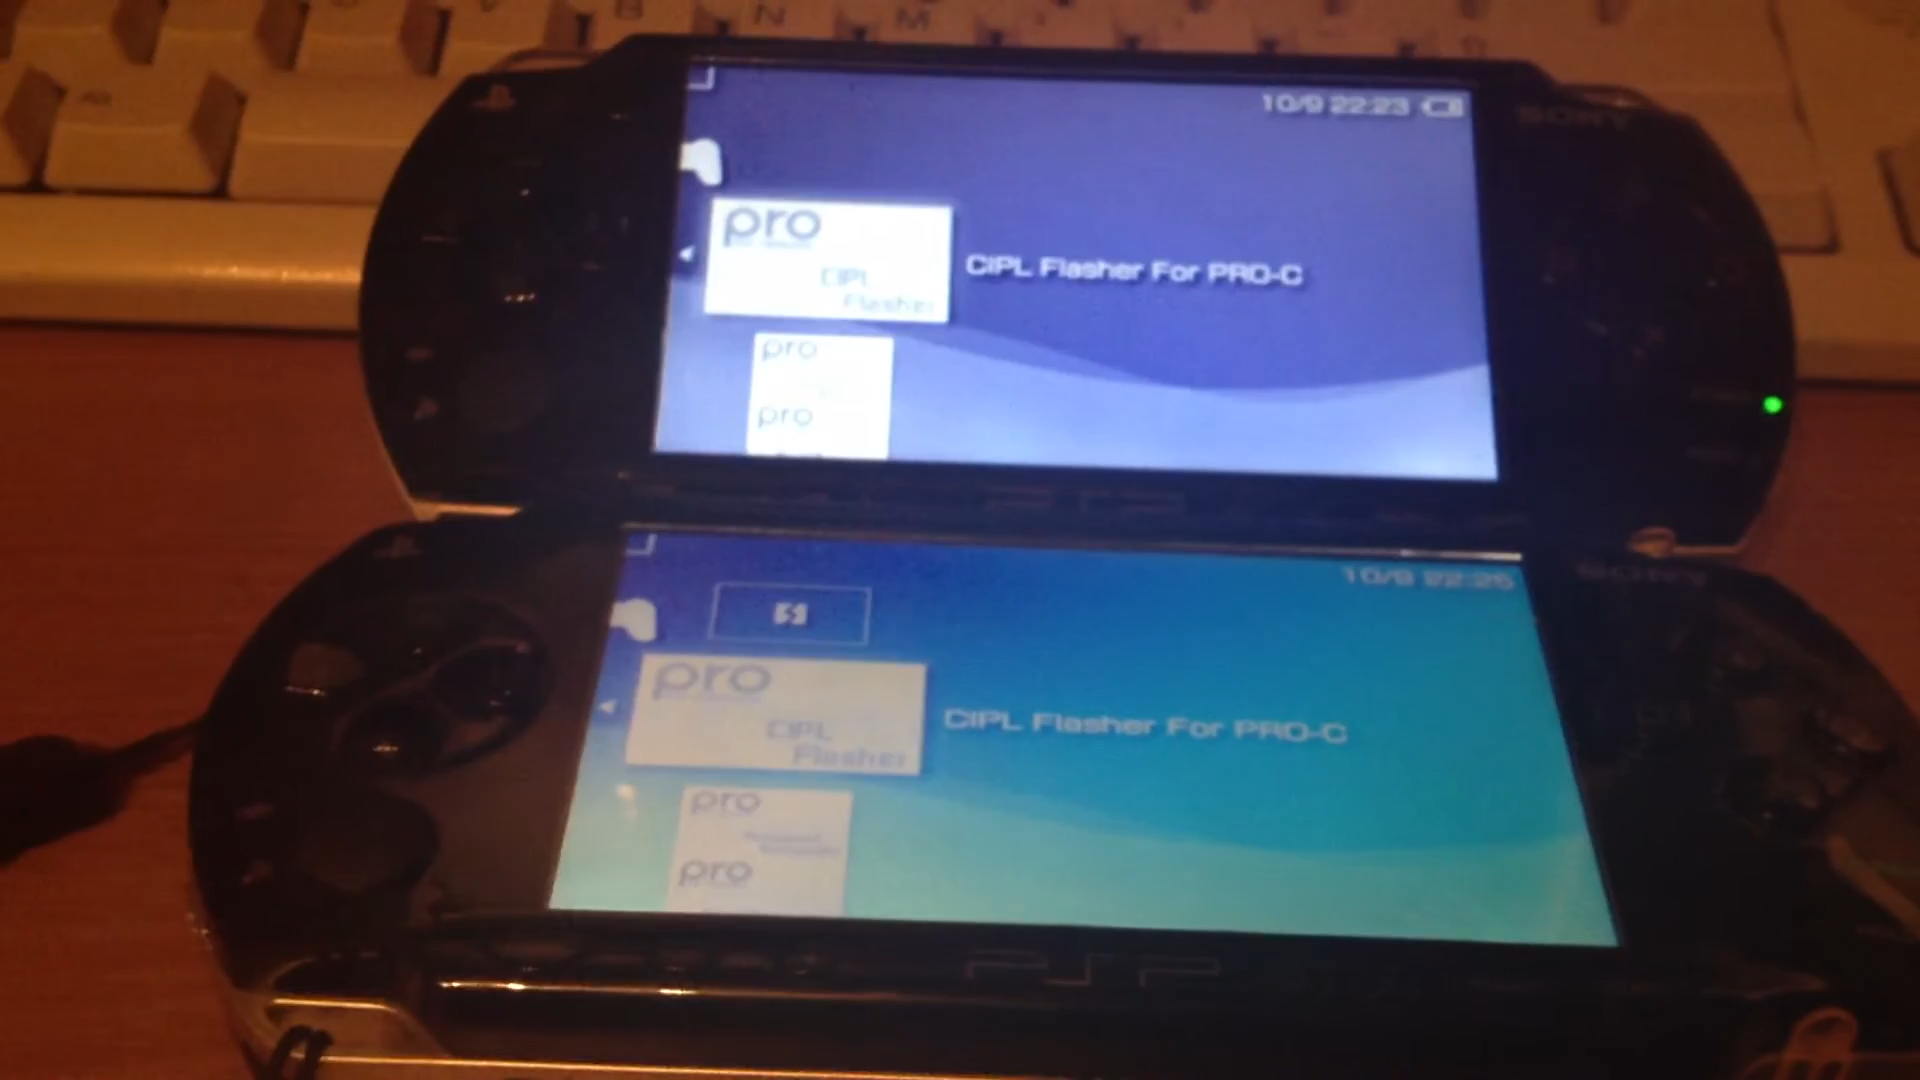 B N M
10/9 22:23
SONY
pro
CIPL
Flasher
CIPL Flasher For PRO-C
pro
pro
PSP
10/9 22:25
SONY
pro
CIPL
Flasher
CIPL Flasher For PRO-C
pro
pro
PSP